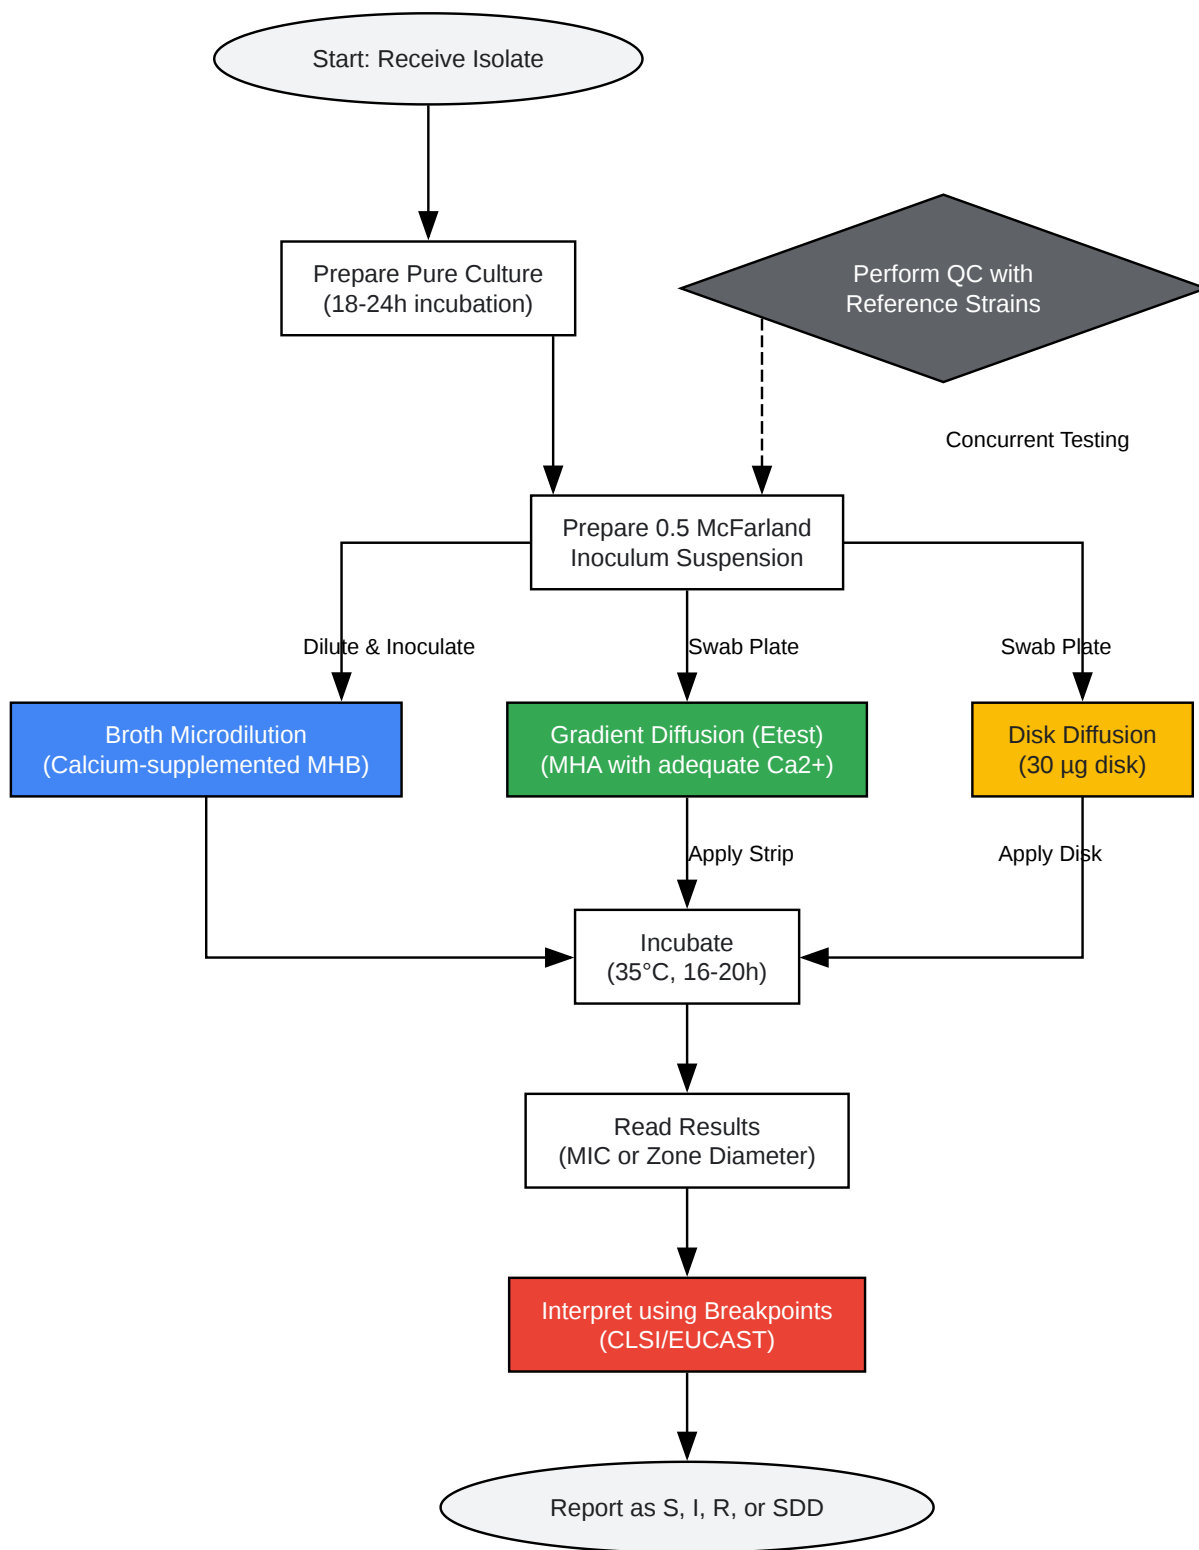 Start: Receive Isolate
Prepare Pure Culture
(18-24h incubation)
Perform QC with
Reference Strains
Concurrent Testing
Prepare 0.5 McFarland
Inoculum Suspension
Dilute & Inoculate
Swab Plate
Swab Plate
Broth Microdilution
(Calcium-supplemented MHB)
Gradient Diffusion (Etest)
(MHA with adequate Ca2+)
Disk Diffusion
(30 µg disk)
Apply Strip
Apply Disk
Incubate
(35°C, 16-20h)
Read Results
(MIC or Zone Diameter)
Interpret using Breakpoints
(CLSI/EUCAST)
Report as S, I, R, or SDD